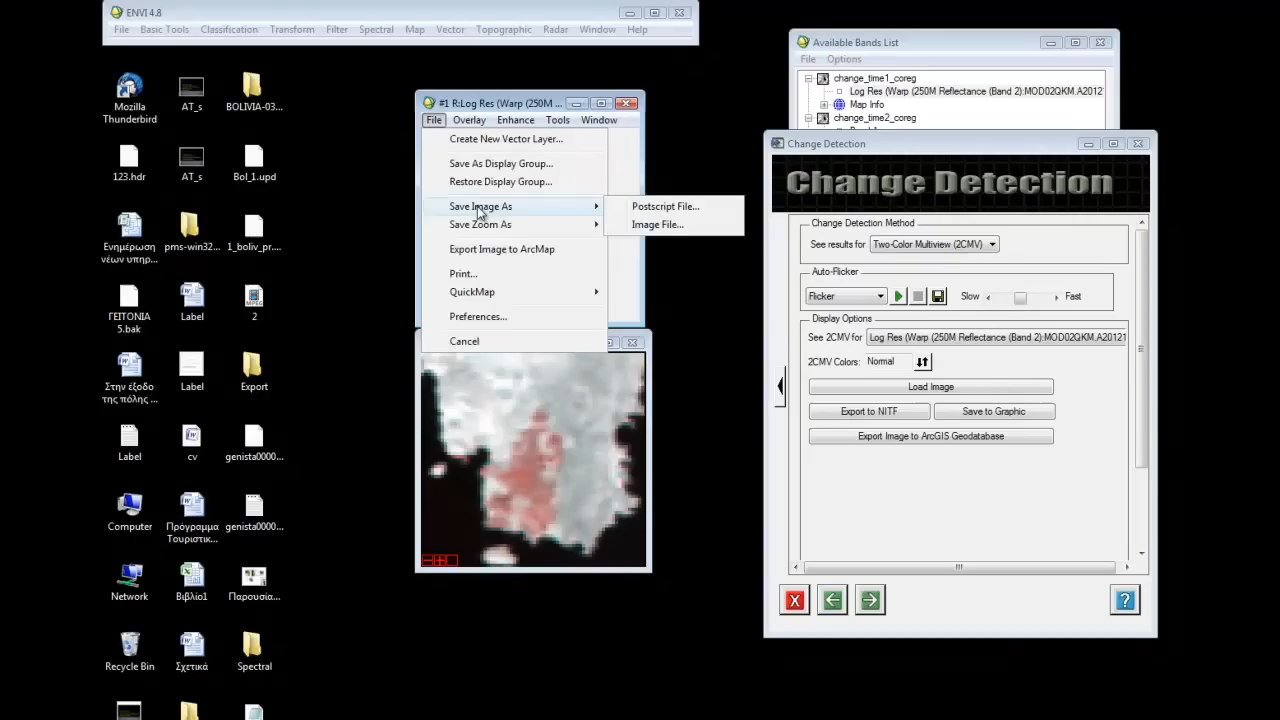 ENVI 4.8
File Basic Tools Classification Transform Filter Spectral Map Vector Topographic Radar Window Help
Mozilla Thunderbird
AT_s
BOLIVIA-03...
123.hdr
AT_s
Bol_1.upd
Ενημέρωση νέων υπηρ...
pms-win32...
1_boliv_pr...
ΓΕΙΤΟΝΙΑ 5.bak
Label
2
Στην έξοδο της πόλης ...
Label
Export
Label
cv
genista0000...
Computer
Πρόγραμμα Τουριστικ...
genista0000...
Network
Βιβλίο1
Παρουσία...
Recycle Bin
Σχετικά
Spectral
#1 R:Log Res (Warp (250M ...
File Overlay Enhance Tools Window
Create New Vector Layer...
Save As Display Group...
Restore Display Group...
Save Image As
Save Zoom As
Export Image to ArcMap
Print...
QuickMap
Preferences...
Cancel
Postscript File...
Image File...
Available Bands List
File Options
change_time1_coreg
Log Res (Warp (250M Reflectance (Band 2):MOD02QKM.A2012
Map Info
change_time2_coreg
Change Detection
Change Detection
Change Detection Method
See results for Two-Color Multiview (2CMV)
Auto-Flicker
Flicker Slow Fast
Display Options
See 2CMV for Log Res (Warp (250M Reflectance (Band 2):MOD02QKM.A20121
2CMV Colors: Normal
Load Image
Export to NITF Save to Graphic
Export Image to ArcGIS Geodatabase